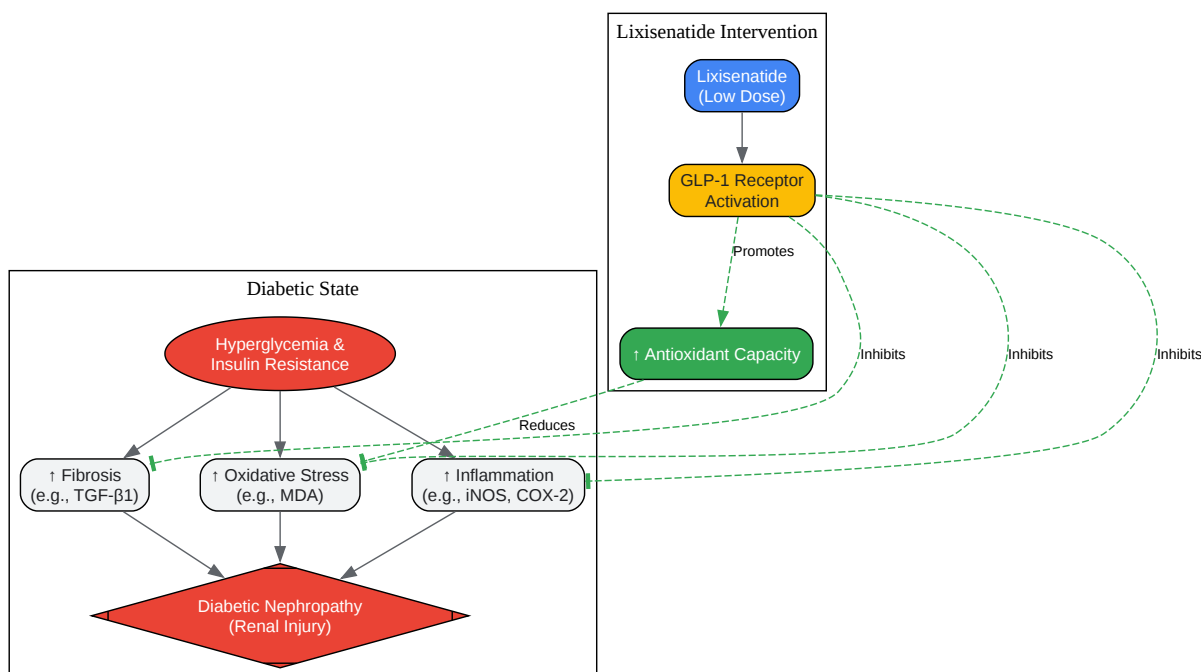 Lixisenatide Intervention
Lixisenatide
(Low Dose)
GLP-1 Receptor
Activation
Promotes
Diabetic State
Hyperglycemia &
Insulin Resistance
↑ Antioxidant Capacity
Inhibits
Inhibits
Inhibits
Reduces
↑ Fibrosis
(e.g., TGF-β1)
↑ Oxidative Stress
(e.g., MDA)
↑ Inflammation
(e.g., iNOS, COX-2)
Diabetic Nephropathy
(Renal Injury)